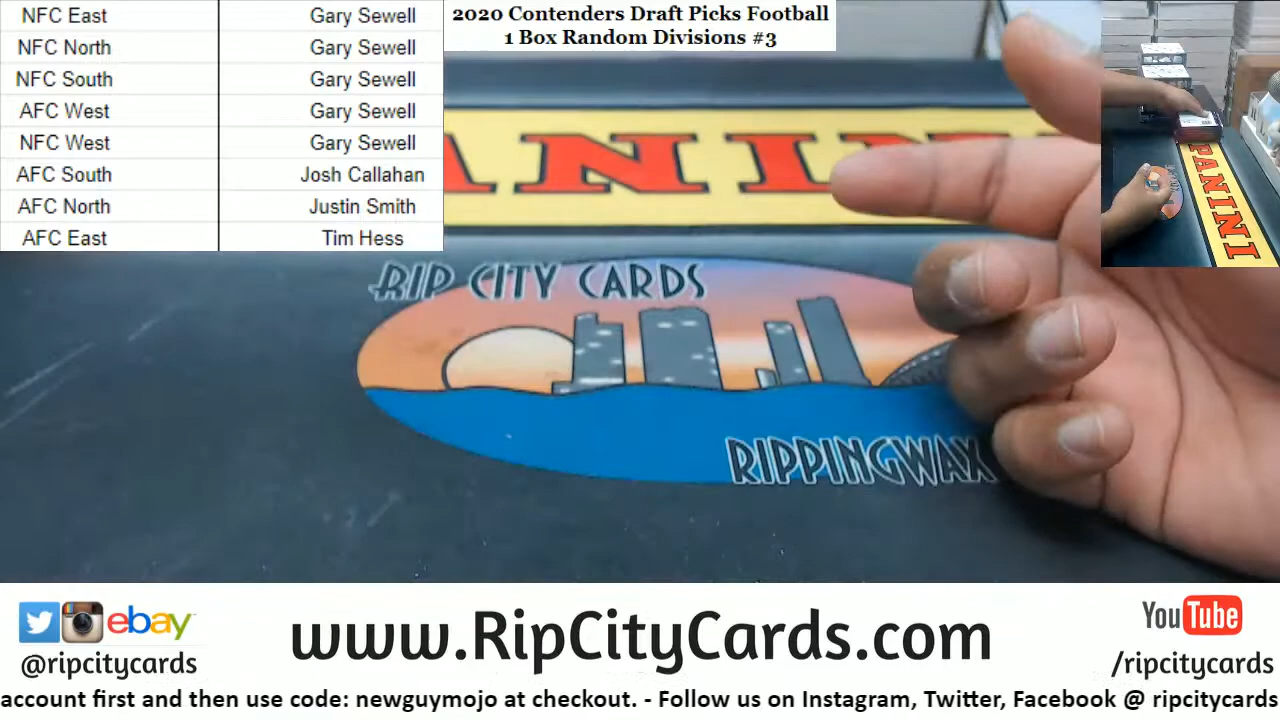 NFC East Gary Sewell
NFC North Gary Sewell
NFC South Gary Sewell
AFC West Gary Sewell
NFC West Gary Sewell
AFC South Josh Callahan
AFC North Justin Smith
AFC East Tim Hess
2020 Contenders Draft Picks Football
1 Box Random Divisions #3
PANINI
RIP CITY CARDS
RIPPINGWAX
ebay
@ripcitycards
www.RipCityCards.com
YouTube
/ripcitycards
account first and then use code: newguymojo at checkout. - Follow us on Instagram, Twitter, Facebook @ ripcitycards